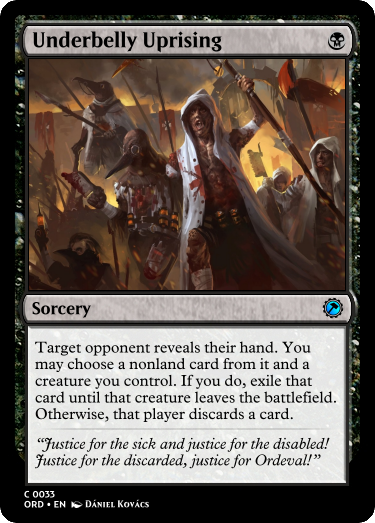 Underbelly Uprising
Sorcery
Target opponent reveals their hand. You
may choose a nonland card from it and a
creature you control. If you do, exile that
card until that creature leaves the battlefield.
Otherwise, that player discards a card.
“Justice for the sick and justice for the disabled!
Justice for the discarded, justice for Ordeval!”
C 0033
ORD • EN Dániel Kovács